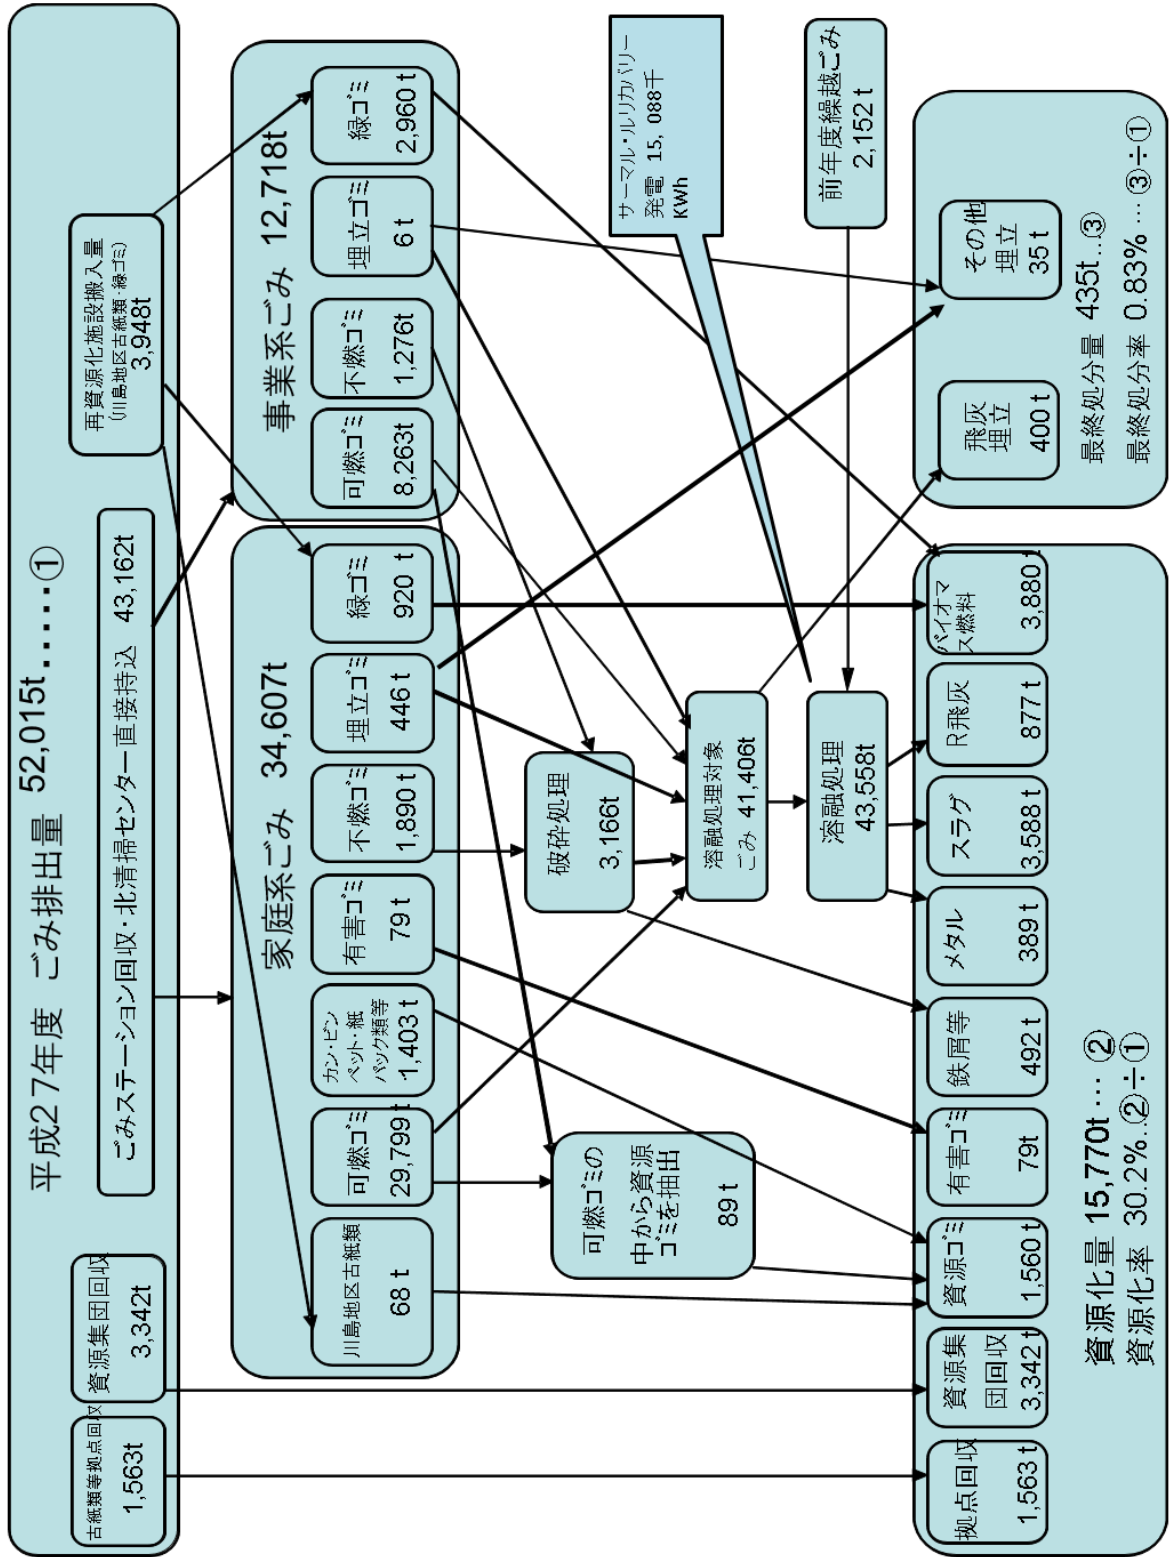 平成27年度 ごみ排出量 52,015t.....①
古紙類等拠点回収
1,563t
資源集団回収
3,342t
ごみステーション回収・北清掃センター直接持込 43,162t
再資源化施設搬入量
(川島地区古紙類・緑ゴミ)
3,948t
家庭系ごみ 34,607t
川島地区古紙類
68 t
可燃ゴミ
29,799 t
カン・ビン
ペット・紙
パック類等
1,403 t
有害ゴミ
79 t
不燃ゴミ
1,890 t
埋立ゴミ
446 t
緑ゴミ
920 t
事業系ごみ 12,718t
可燃ゴミ
8,263t
不燃ゴミ
1,276t
埋立ゴミ
6 t
緑ゴミ
2,960 t
可燃ゴミの
中から資源
ゴミを抽出
89 t
破砕処理
3,166t
溶融処理対象
ごみ 41,406t
溶融処理
43,558t
サーマル・ルリカバリー
発電 15, 088千
KWh
前年度繰越ごみ
2,152 t
拠点回収
1,563 t
資源集
団回収
3,342 t
資源ゴミ
1,560 t
有害ゴミ
79t
鉄屑等
492 t
メタル
389 t
スラグ
3,588 t
R飛灰
877 t
バイオマ
ス燃料
3,880 t
資源化量 15,770t … ②
資源化率 30.2%..②÷①
飛灰
埋立
400 t
その他
埋立
35 t
最終処分量 435t…③
最終処分率 0.83% … ③÷①